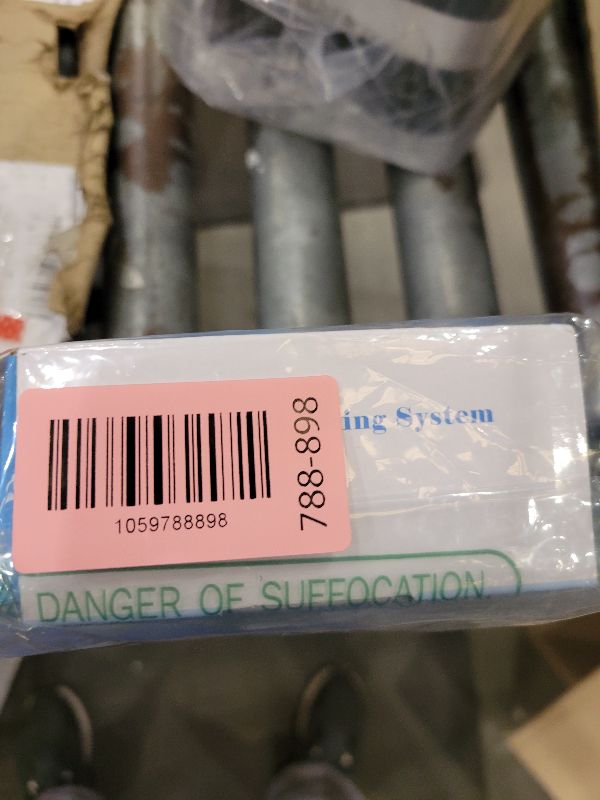 ing System
1059788898
788-898
DANGER OF SUFFOCATION.